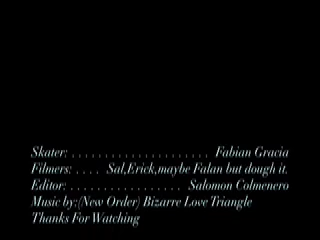 Skater: . . . . . . . . . . . . . . . . . . . . . Fabian Gracia
Filmers: . . . . Sal,Erick,maybe Falan but dough it.
Editor: . . . . . . . . . . . . . . . . . Salomon Colmenero
Music by:(New Order) Bizarre Love Triangle
Thanks For Watching